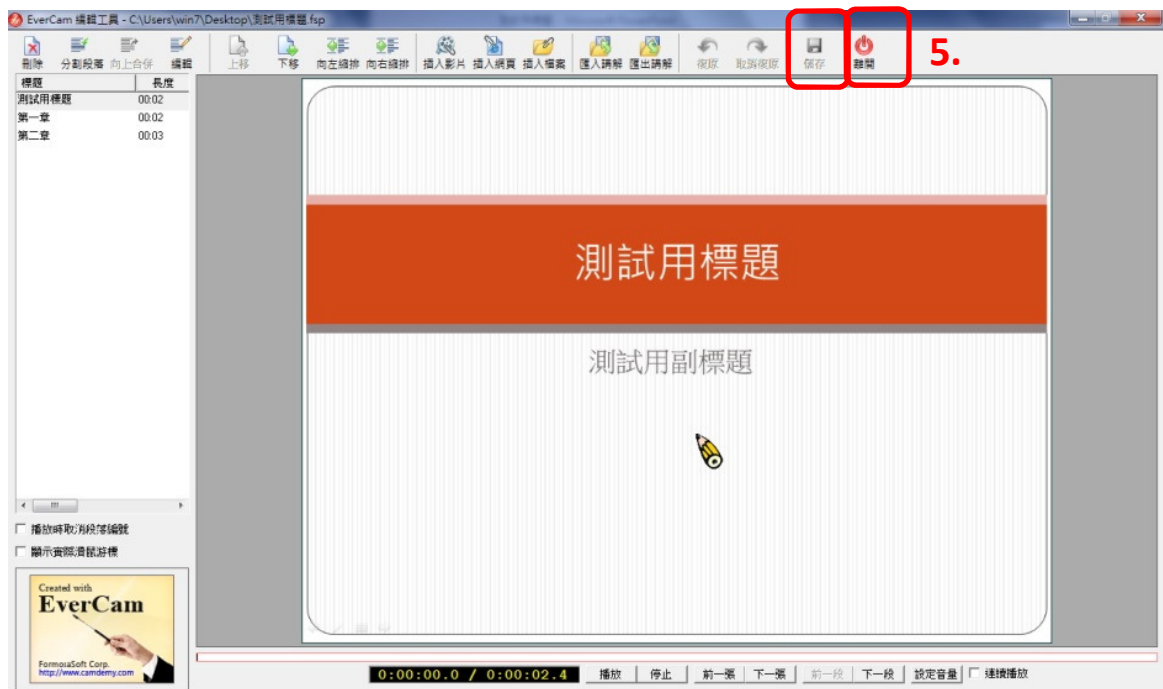 EverCam 編輯工具 - C:\Users\win7\Desktop\測試用標題.fsp
刪除 分割段落 向上合併 編輯 上移 下移 向左縮排 向右縮排 插入影片 插入網頁 插入檔案 匯入講解 匯出講解 復原 取消復原 儲存 離開
5.
標題 長度
測試用標題 00:02
第一章 00:02
第二章 00:03
測試用標題
測試用副標題
播放時取消段落編號
顯示實際滑鼠游標
Created with
EverCam
FormosaSoft Corp.
http://www.camdemy.com
0:00:00.0 / 0:00:02.4 播放 停止 前一張 下一張 前一段 下一段 設定音量 連續播放